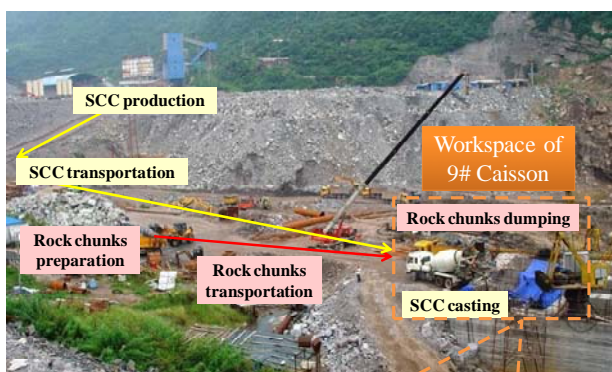 SCC production
SCC transportation
Workspace of
9# Caisson
Rock chunks dumping
Rock chunks
preparation
Rock chunks
transportation
SCC casting